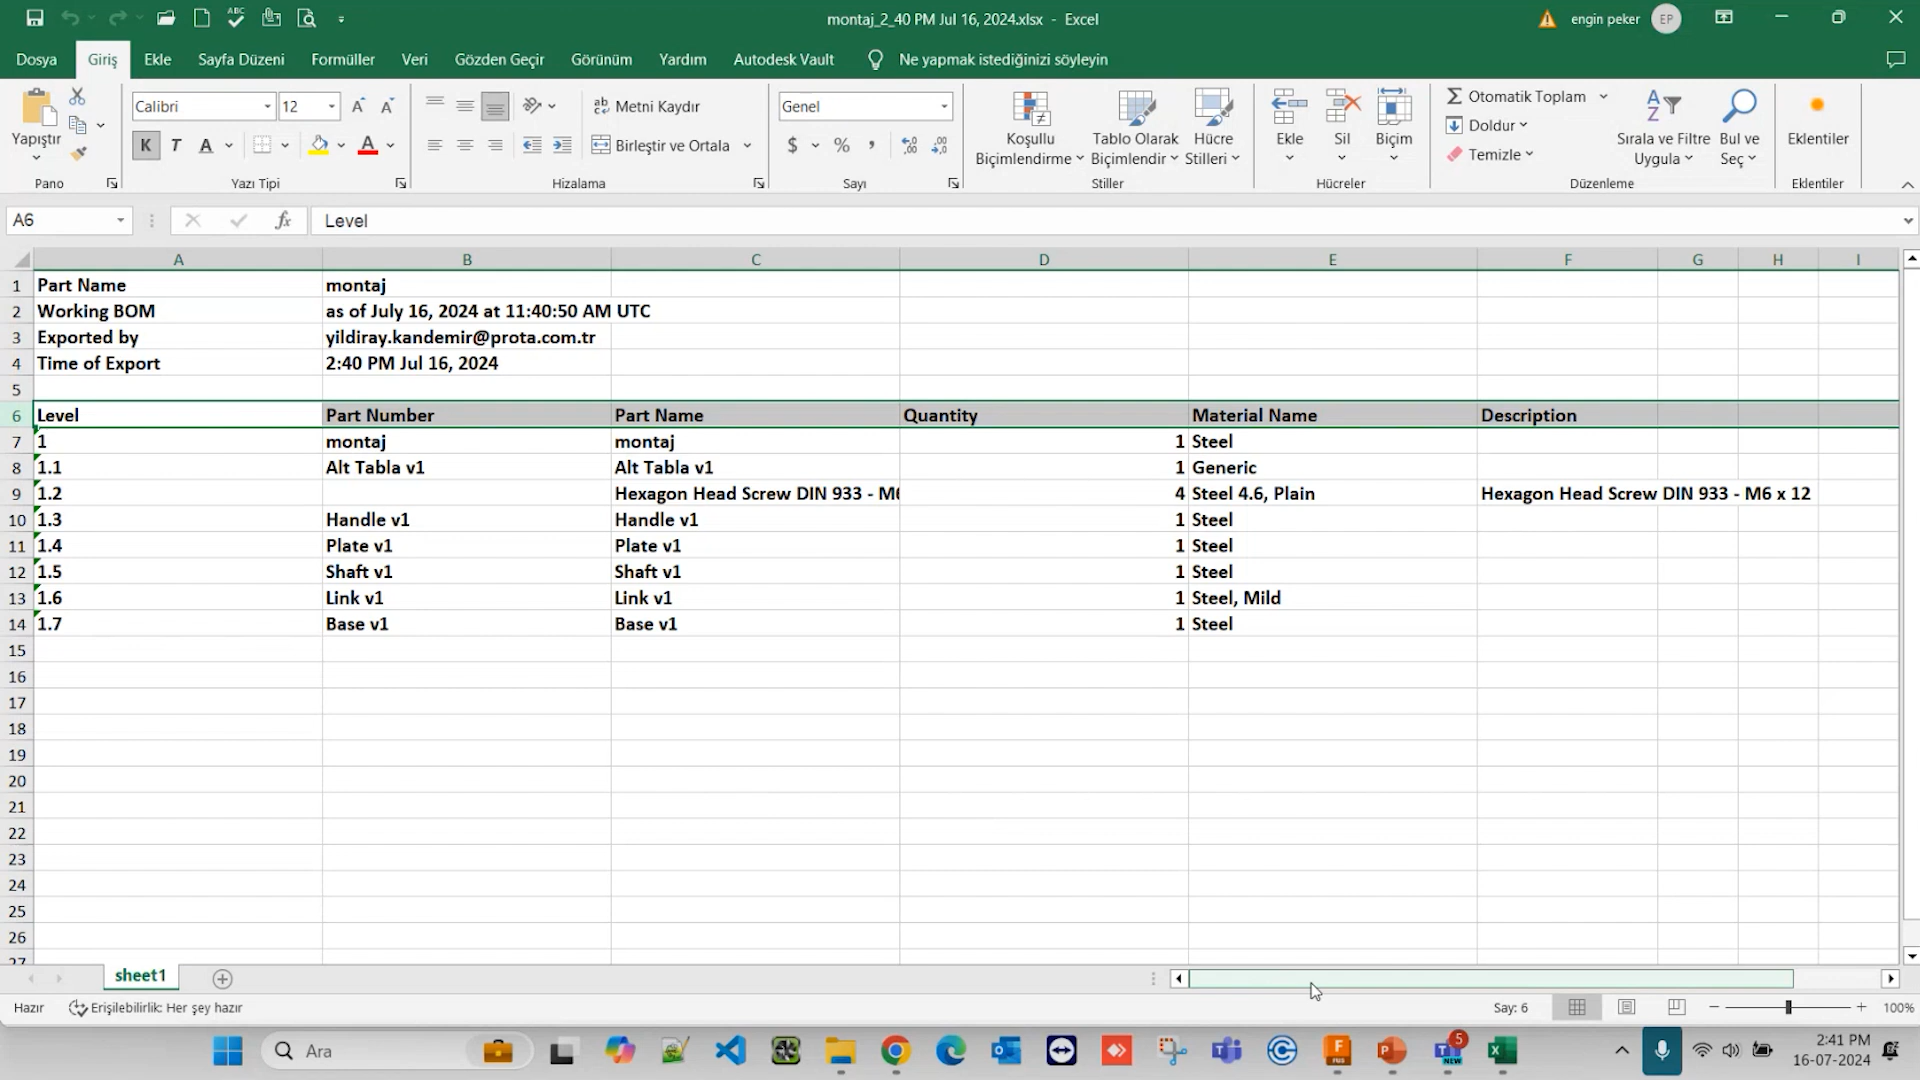 montaj_2_40 PM Jul 16, 2024.xlsx - Excel
engin peker EP
Dosya Giriş Ekle Sayfa Düzeni Formüller Veri Gözden Geçir Görünüm Yardım Autodesk Vault Ne yapmak istediğinizi söyleyin
Yapıştır
Pano
Calibri 12
K T A A
Yazı Tipi
Metni Kaydır
Birleştir ve Ortala
Hizalama
Genel
$ % ,
Sayı
Koşullu
Biçimlendirme
Tablo Olarak
Biçimlendir
Hücre
Stilleri
Stiller
Ekle Sil Biçim
Hücreler
Otomatik Toplam
Doldur
Temizle
Sırala ve Filtre
Uygula
Bul ve
Seç
Düzenleme
Eklentiler
Eklentiler
A6 fx Level
A B C D E F G H I
1 Part Name montaj
2 Working BOM as of July 16, 2024 at 11:40:50 AM UTC
3 Exported by yildiray.kandemir@prota.com.tr
4 Time of Export 2:40 PM Jul 16, 2024
5
6 Level Part Number Part Name Quantity Material Name Description
7 1 montaj montaj 1 Steel
8 1.1 Alt Tabla v1 Alt Tabla v1 1 Generic
9 1.2 Hexagon Head Screw DIN 933 - M6 4 Steel 4.6, Plain Hexagon Head Screw DIN 933 - M6 x 12
10 1.3 Handle v1 Handle v1 1 Steel
11 1.4 Plate v1 Plate v1 1 Steel
12 1.5 Shaft v1 Shaft v1 1 Steel
13 1.6 Link v1 Link v1 1 Steel, Mild
14 1.7 Base v1 Base v1 1 Steel
15
16
17
18
19
20
21
22
23
24
25
26
27
sheet1
Hazır Erişilebilirlik: Her şey hazır Say: 6 100%
Ara
5
NEW
2:41 PM
16-07-2024